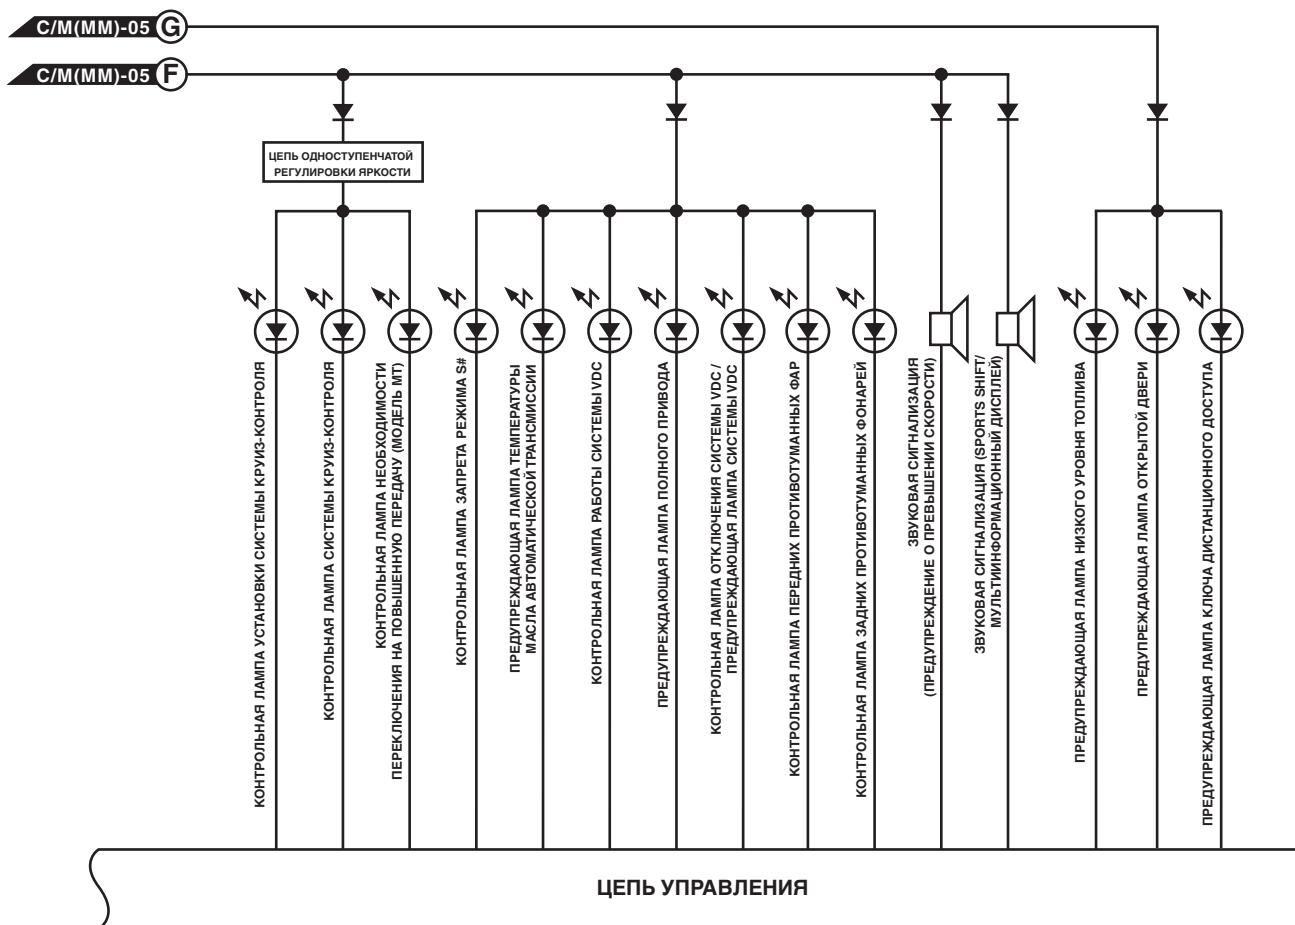 C/M(MM)-05 G
C/M(MM)-05 F
ЦЕПЬ ОДНОСТУПЕНЧАТОЙ
РЕГУЛИРОВКИ ЯРКОСТИ
КОНТРОЛЬНАЯ ЛАМПА УСТАНОВКИ СИСТЕМЫ КРУИЗ-КОНТРОЛЯ
КОНТРОЛЬНАЯ ЛАМПА СИСТЕМЫ КРУИЗ-КОНТРОЛЯ
КОНТРОЛЬНАЯ ЛАМПА НЕОБХОДИМОСТИ
ПЕРЕКЛЮЧЕНИЯ НА ПОВЫШЕННУЮ ПЕРЕДАЧУ (МОДЕЛЬ MT)
КОНТРОЛЬНАЯ ЛАМПА ЗАПРЕТА РЕЖИМА S#
ПРЕДУПРЕЖДАЮЩАЯ ЛАМПА ТЕМПЕРАТУРЫ
МАСЛА АВТОМАТИЧЕСКОЙ ТРАНСМИССИИ
КОНТРОЛЬНАЯ ЛАМПА РАБОТЫ СИСТЕМЫ VDC
ПРЕДУПРЕЖДАЮЩАЯ ЛАМПА ПОЛНОГО ПРИВОДА
КОНТРОЛЬНАЯ ЛАМПА ОТКЛЮЧЕНИЯ СИСТЕМЫ VDC /
ПРЕДУПРЕЖДАЮЩАЯ ЛАМПА СИСТЕМЫ VDC
КОНТРОЛЬНАЯ ЛАМПА ПЕРЕДНИХ ПРОТИВОТУМАННЫХ ФАР
КОНТРОЛЬНАЯ ЛАМПА ЗАДНИХ ПРОТИВОТУМАННЫХ ФОНАРЕЙ
ЗВУКОВАЯ СИГНАЛИЗАЦИЯ
(ПРЕДУПРЕЖДЕНИЕ О ПРЕВЫШЕНИИ СКОРОСТИ)
ЗВУКОВАЯ СИГНАЛИЗАЦИЯ (SPORTS SHIFT/
МУЛЬТИИНФОРМАЦИОННЫЙ ДИСПЛЕЙ)
ПРЕДУПРЕЖДАЮЩАЯ ЛАМПА НИЗКОГО УРОВНЯ ТОПЛИВА
ПРЕДУПРЕЖДАЮЩАЯ ЛАМПА ОТКРЫТОЙ ДВЕРИ
ПРЕДУПРЕЖДАЮЩАЯ ЛАМПА КЛЮЧА ДИСТАНЦИОННОГО ДОСТУПА
ЦЕПЬ УПРАВЛЕНИЯ